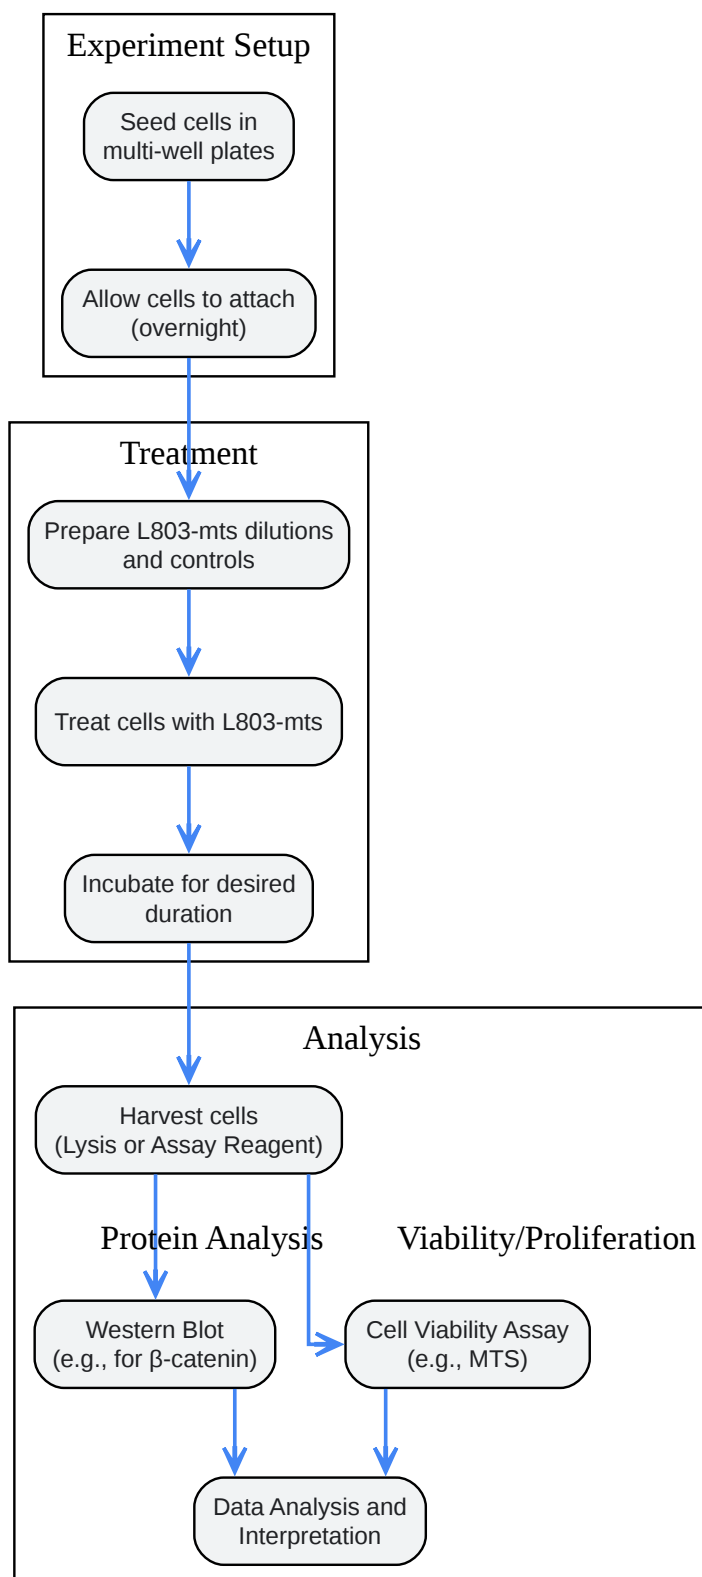 Experiment Setup
Seed cells in
multi-well plates
Allow cells to attach
(overnight)
Treatment
Prepare L803-mts dilutions
and controls
Treat cells with L803-mts
Incubate for desired
duration
Analysis
Harvest cells
(Lysis or Assay Reagent)
Protein Analysis
Viability/Proliferation
Western Blot
(e.g., for β-catenin)
Cell Viability Assay
(e.g., MTS)
Data Analysis and
Interpretation